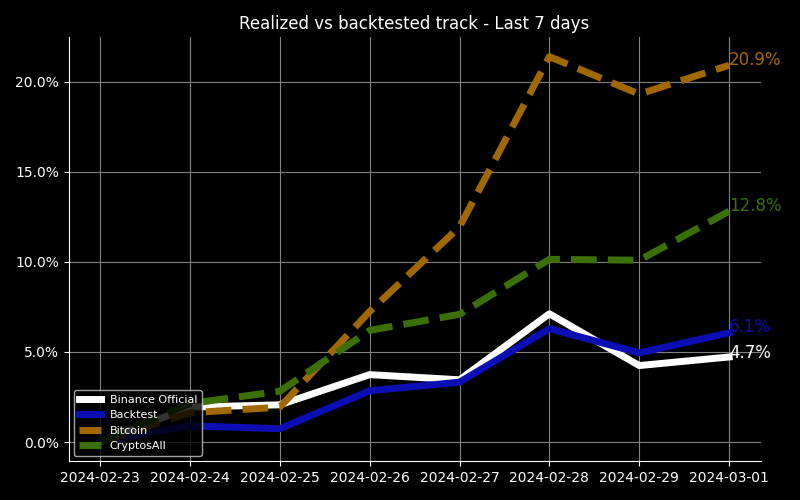 Realized vs backtested track - Last 7 days
20.9%
20.0%
15.0%
12.8%
10.0%
6.1%
5.0%
4.7%
Binance Official
Backtest
Bitcoin
CryptosAll
0.0%
2024-02-23 2024-02-24 2024-02-25 2024-02-26 2024-02-27 2024-02-28 2024-02-29 2024-03-01